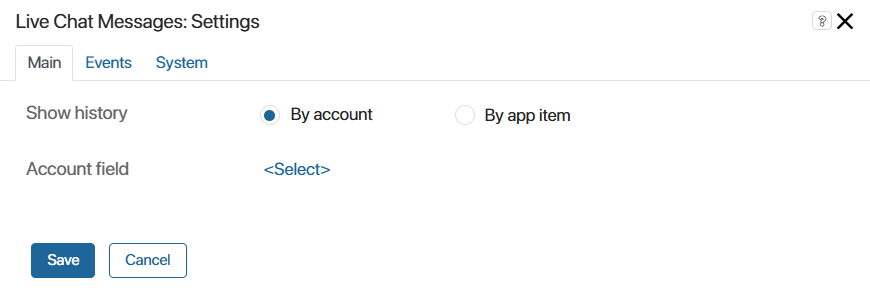 Live Chat Messages: Settings
?
Main Events System
Show history By account By app item
Account field <Select>
Save Cancel